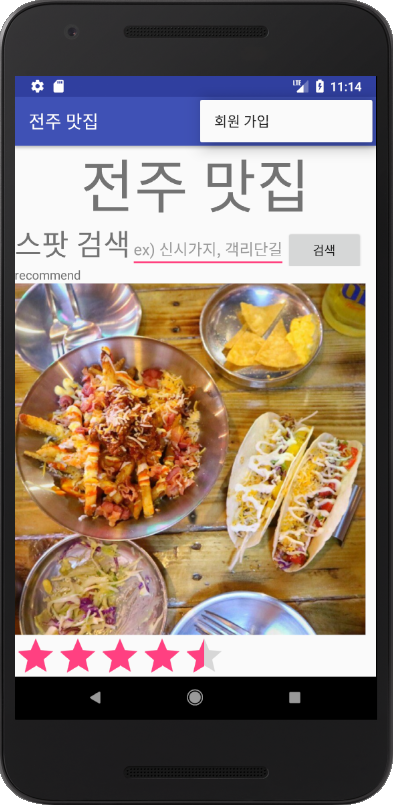 LTE 11:14
전주 맛집
회원 가입
전주 맛집
스팟 검색 ex) 신시가지, 객리단길 검색
recommend